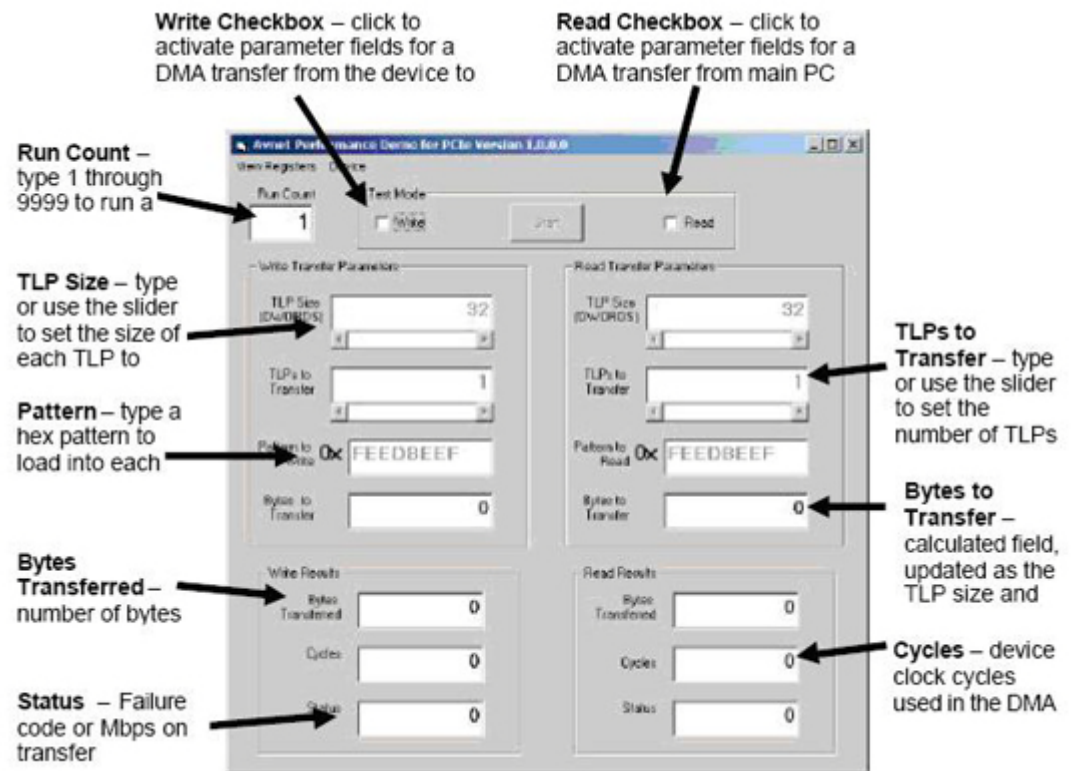 Write Checkbox – click to
activate parameter fields for a
DMA transfer from the device to
Read Checkbox – click to
activate parameter fields for a
DMA transfer from main PC
Run Count –
type 1 through
9999 to run a
TLP Size – type
or use the slider
to set the size of
each TLP to
Pattern – type a
hex pattern to
load into each
Bytes
Transferred –
number of bytes
Status – Failure
code or Mbps on
transfer
TLPs to
Transfer – type
or use the slider
to set the
number of TLPs
Bytes to
Transfer –
calculated field,
updated as the
TLP size and
Cycles – device
clock cycles
used in the DMA
Avnet Performance Demo for PCIe Version 1.0.0.0
View Registers Device
Run Count
1
Test Mode
Write
Start
Read
Write Transfer Parameters
TLP Size
(DWORDS)
32
TLPs to
Transfer
1
Pattern to
Write 0x FEEDBEEF
Bytes to
Transfer
0
Read Transfer Parameters
TLP Size
(DWORDS)
32
TLPs to
Transfer
1
Pattern to
Read 0x FEEDBEEF
Bytes to
Transfer
0
Write Results
Bytes
Transferred
0
Cycles
0
Status
0
Read Results
Bytes
Transferred
0
Cycles
0
Status
0